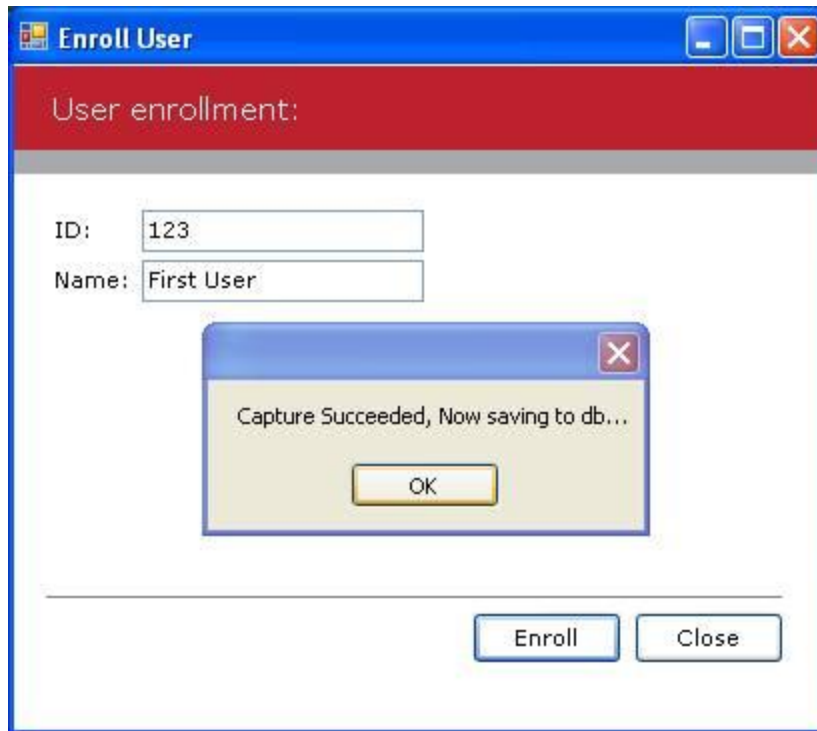 Enroll User
User enrollment:
ID: 123
Name: First User
Capture Succeeded, Now saving to db...
OK
Enroll Close